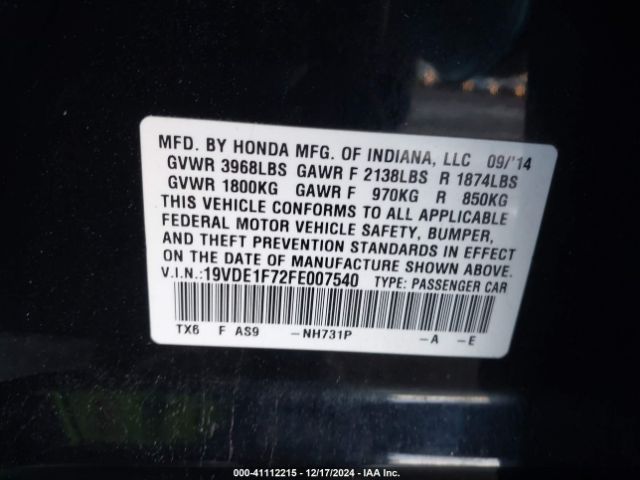 MFD. BY HONDA MFG. OF INDIANA, LLC 09/'14
GVWR 3968LBS GAWR F 2138LBS R 1874LBS
GVWR 1800KG GAWR F 970KG R 850KG
THIS VEHICLE CONFORMS TO ALL APPLICABLE
FEDERAL MOTOR VEHICLE SAFETY, BUMPER,
AND THEFT PREVENTION STANDARDS IN EFFECT
ON THE DATE OF MANUFACTURE SHOWN ABOVE.
V.I.N.:19VDE1F72FE007540 TYPE: PASSENGER CAR
TX6 F AS9 -NH731P -A -E
000-41112215 - 12/17/2024 - IAA Inc.